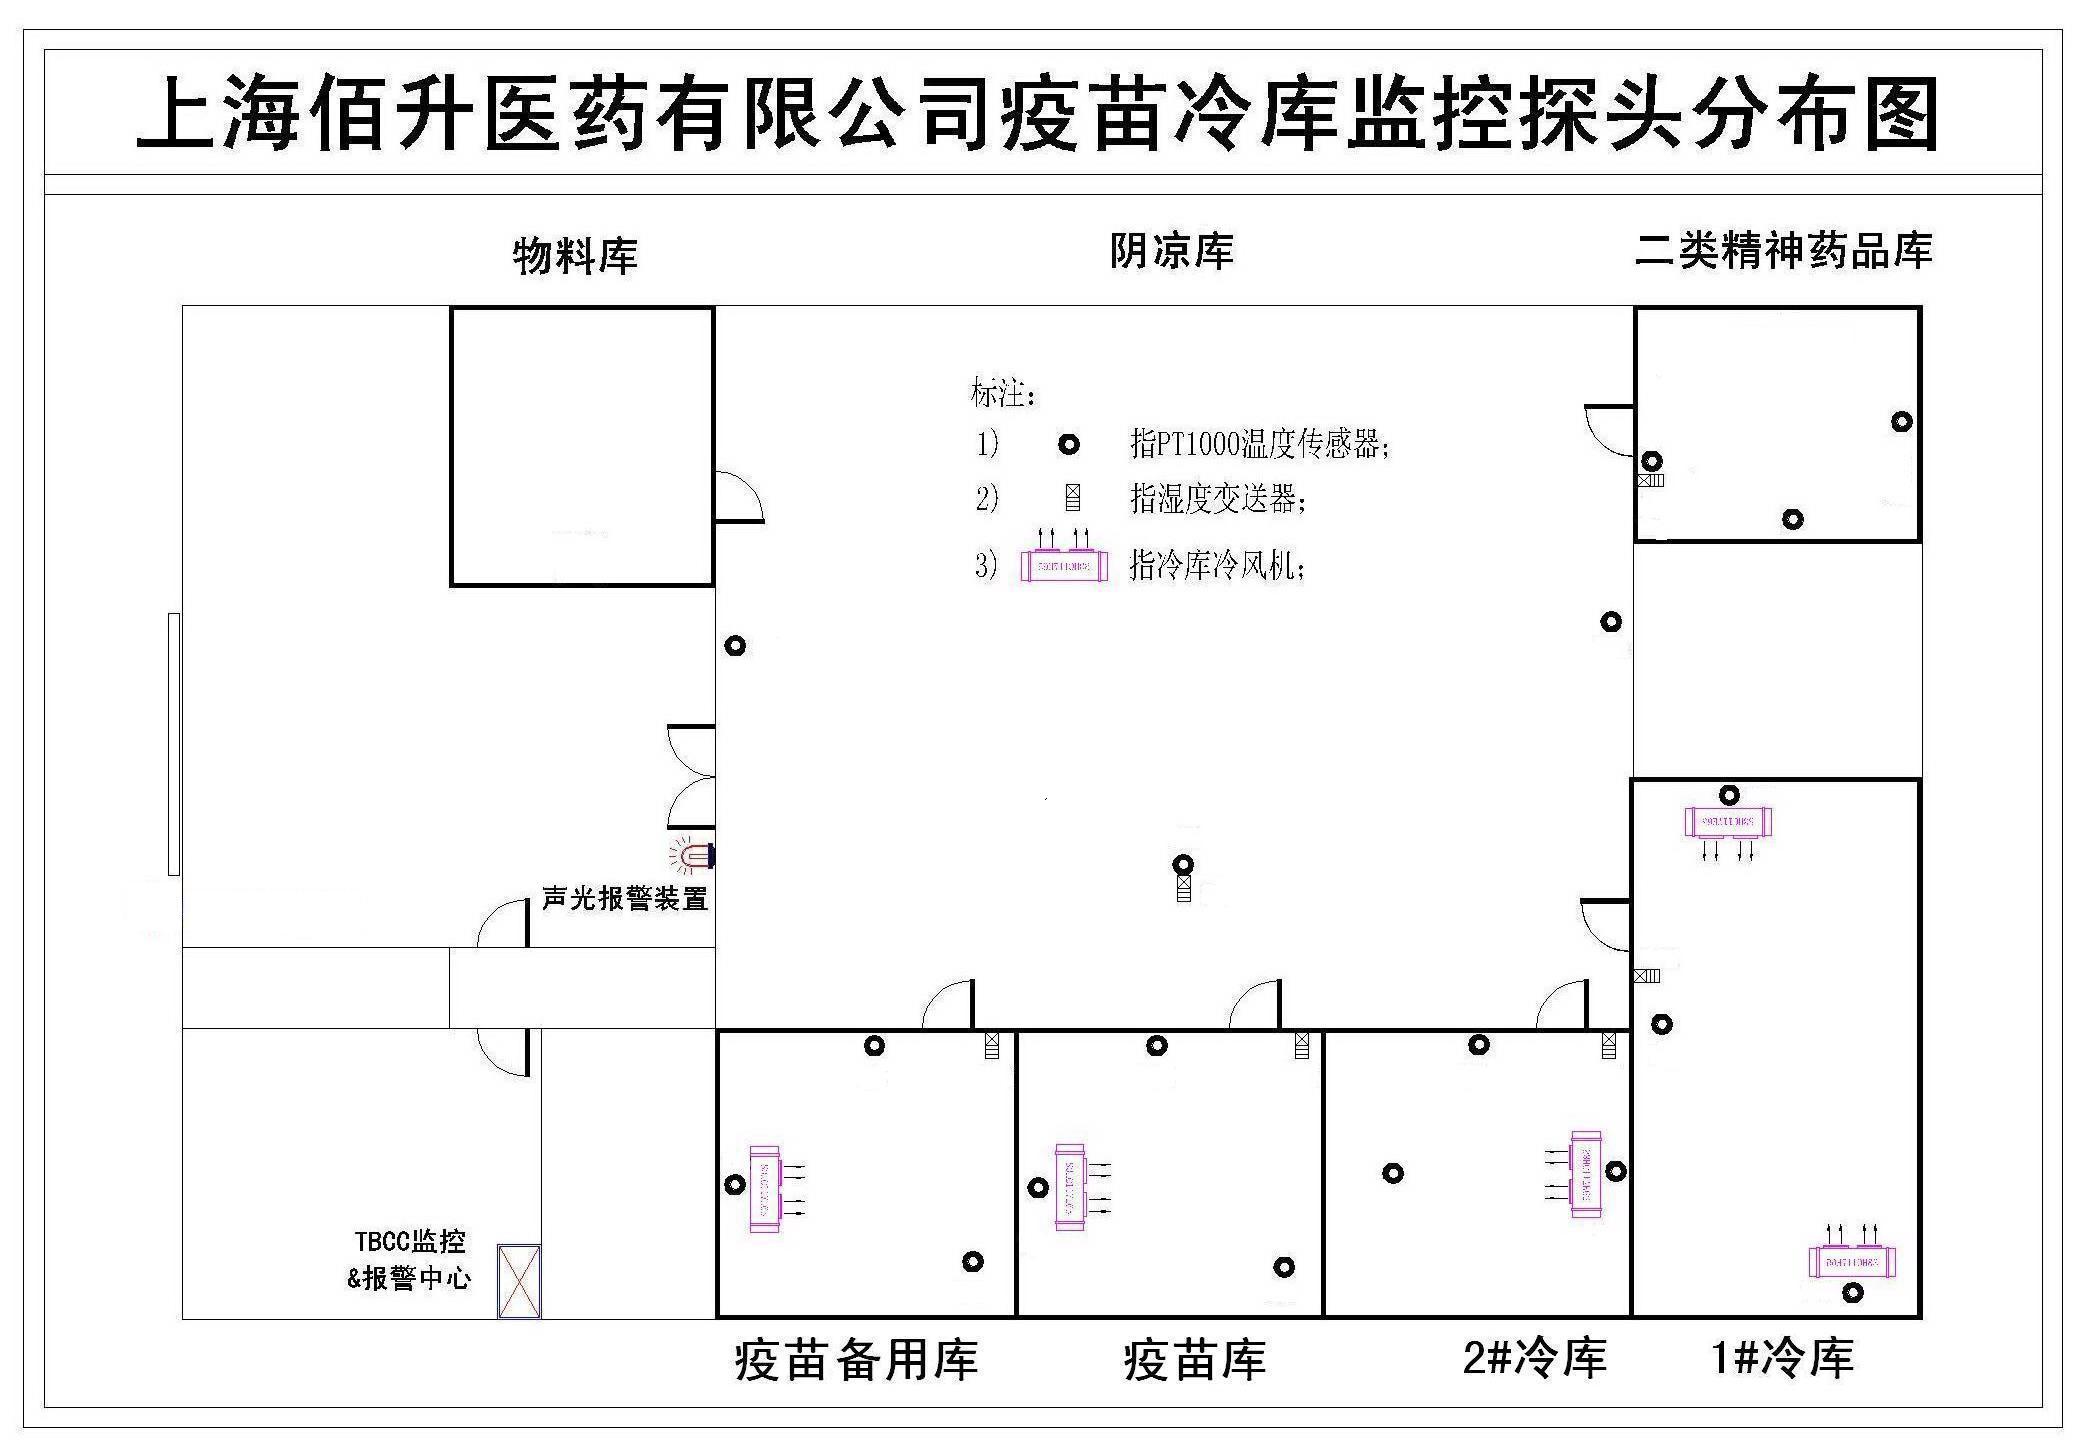 上海佰升医药有限公司疫苗冷库监控探头分布图
物料库
阴凉库
二类精神药品库
标注：
1) 指PT1000温度传感器；
2) 指湿度变送器；
3) 指冷库冷风机；
声光报警装置
TBCC监控
&报警中心
疫苗备用库
疫苗库
2#冷库
1#冷库